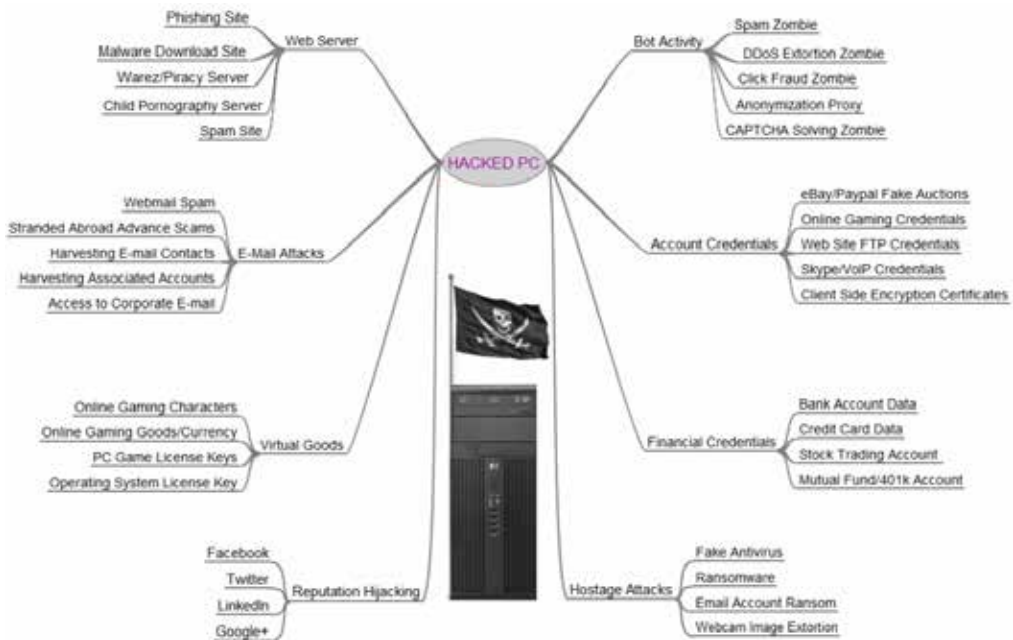 HACKED PC
Web Server
Phishing Site
Malware Download Site
Warez/Piracy Server
Child Pornography Server
Spam Site
E-Mail Attacks
Webmail Spam
Stranded Abroad Advance Scams
Harvesting E-mail Contacts
Harvesting Associated Accounts
Access to Corporate E-mail
Virtual Goods
Online Gaming Characters
Online Gaming Goods/Currency
PC Game License Keys
Operating System License Key
Reputation Hijacking
Facebook
Twitter
LinkedIn
Google+
Bot Activity
Spam Zombie
DDoS Extortion Zombie
Click Fraud Zombie
Anonymization Proxy
CAPTCHA Solving Zombie
Account Credentials
eBay/Paypal Fake Auctions
Online Gaming Credentials
Web Site FTP Credentials
Skype/VoIP Credentials
Client Side Encryption Certificates
Financial Credentials
Bank Account Data
Credit Card Data
Stock Trading Account
Mutual Fund/401k Account
Hostage Attacks
Fake Antivirus
Ransomware
Email Account Ransom
Webcam Image Extortion